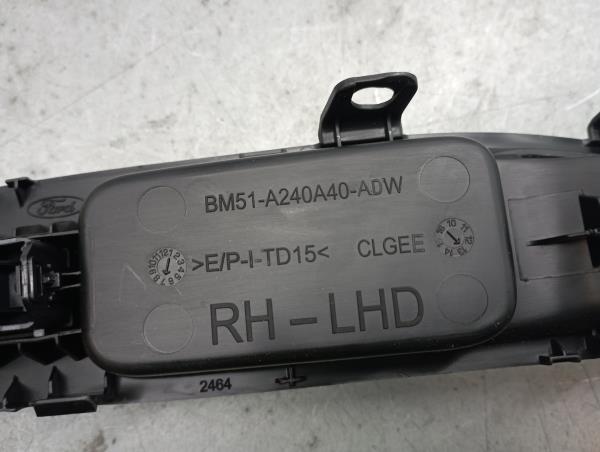 Ford
BM51-A240A40-ADW
>E/P-I-TD15< CLGEE
RH-LHD
2464